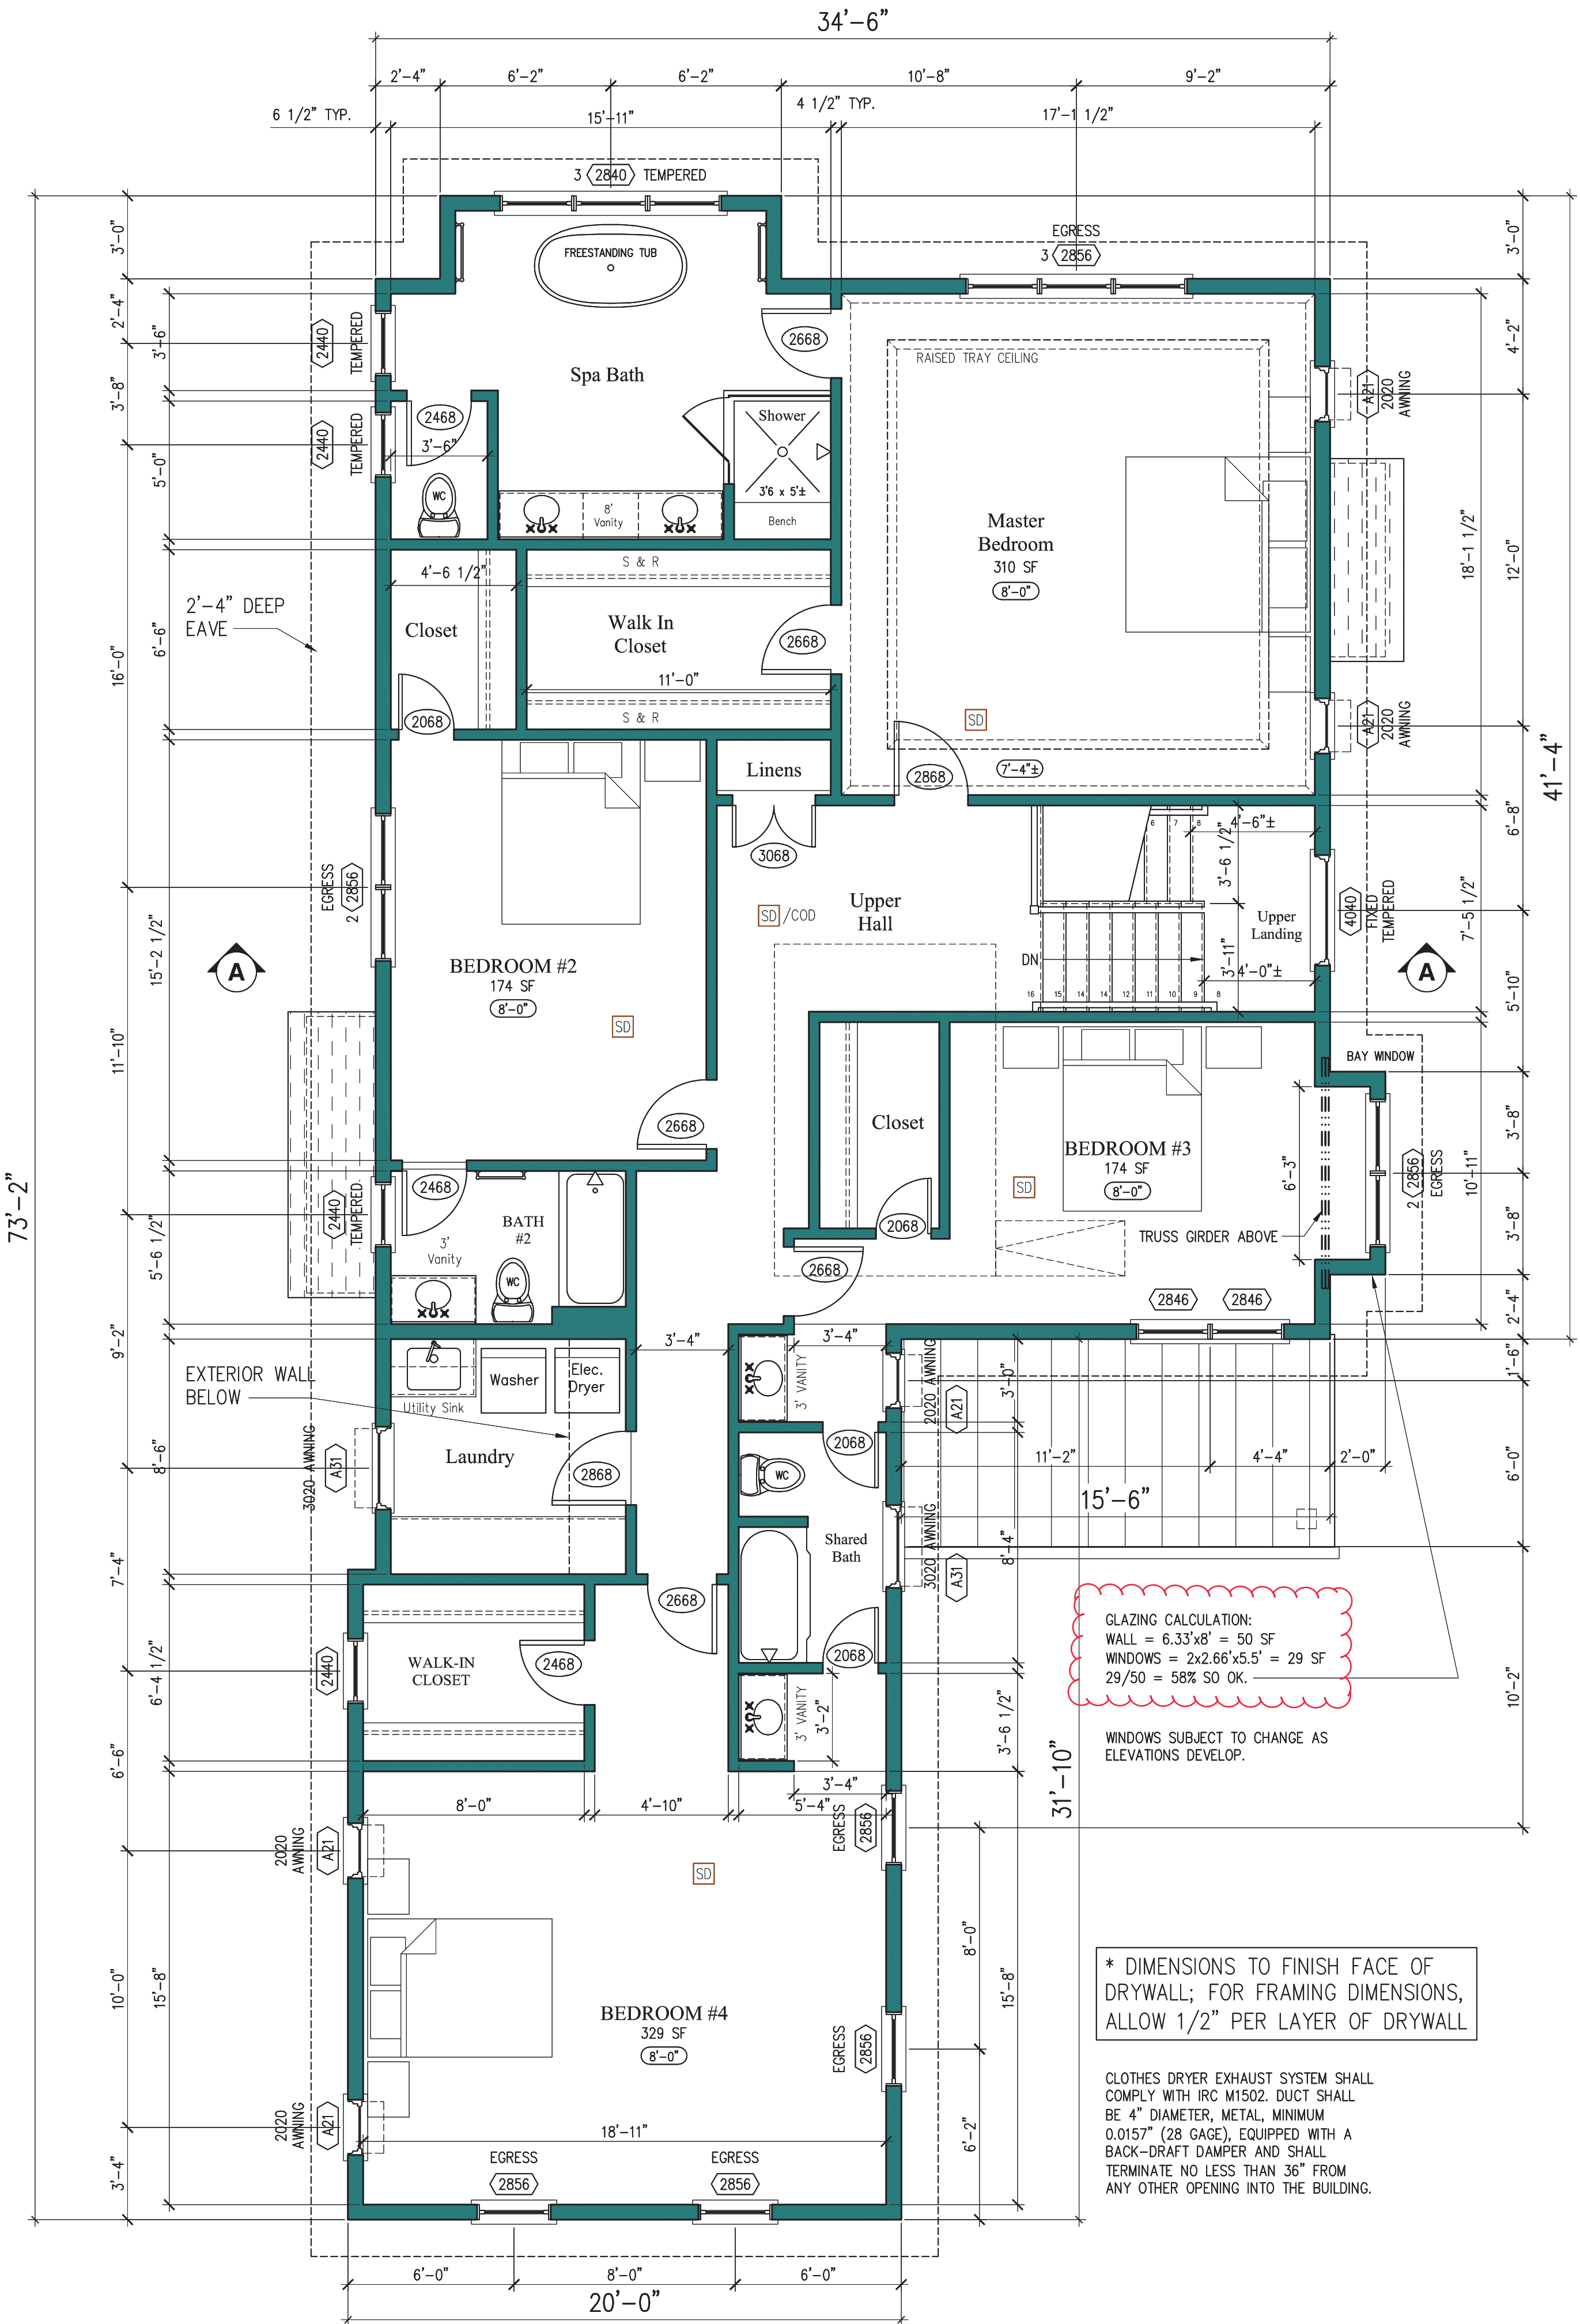 34'-6"
2'-4" 6'-2" 6'-2" 10'-8" 9'-2"
6 1/2" TYP. 15'-11" 4 1/2" TYP. 17'-1 1/2"
3 2840 TEMPERED
FREESTANDING TUB
EGRESS
3 2856
3'-0"
3'-0"
2'-4"
3'-6"
3'-8"
2440
TEMPERED
2440
TEMPERED
5'-0"
2668
RAISED TRAY CEILING
4'-2"
Spa Bath
2468
3'-6"
WC
Shower
3'6 x 5'±
Bench
8'
Vanity
A21
2020
AWNING
Master
Bedroom
310 SF
8'-0"
18'-1 1/2"
12'-0"
S & R
4'-6 1/2"
2'-4" DEEP
EAVE
Closet
Walk In
Closet
2668
6'-6"
16'-0"
11'-0"
2068
S & R
SD
A21
2020
AWNING
41'-4"
Linens
2868
7'-4"±
6'-8"
3068
6
7
8
4'-6"±
3'-6 1/2"
EGRESS
2 2856
Upper
Hall
SD /COD
Upper
Landing
4040
FIXED
TEMPERED
7'-5 1/2"
A
BEDROOM #2
174 SF
8'-0"
15'-2 1/2"
DN
3'-11"
4'-0"±
A
16 15 14 14 12 11 10 9 8
5'-10"
SD
11'-10"
BAY WINDOW
2668
Closet
BEDROOM #3
174 SF
8'-0"
SD
6'-3"
3'-8"
2 2856
EGRESS
10'-11"
73'-2"
2468
2440
TEMPERED
BATH
#2
3'
Vanity
WC
5'-6 1/2"
2068
TRUSS GIRDER ABOVE
3'-8"
2668
2846 2846
2'-4"
9'-2"
3'-4"
3'-4"
EXTERIOR WALL
BELOW
Washer
Elec.
Dryer
Utility Sink
3' VANITY
2020 AWNING
A21
3'-0"
1'-6"
2068
Laundry
2868
3020 AWNING
A31
8'-6"
WC
11'-2" 4'-4" 2'-0"
15'-6"
6'-0"
Shared
Bath
3020 AWNING
A31
8'-4"
7'-4"
2668
GLAZING CALCULATION:
WALL = 6.33'x8' = 50 SF
WINDOWS = 2x2.66'x5.5' = 29 SF
29/50 = 58% SO OK.
2440
WALK-IN
CLOSET
2468
2068
6'-4 1/2"
3' VANITY
3'-2"
3'-6 1/2"
10'-2"
WINDOWS SUBJECT TO CHANGE AS
ELEVATIONS DEVELOP.
6'-6"
31'-10"
3'-4"
8'-0" 4'-10" 5'-4"
2020
AWNING
A21
EGRESS
2856
SD
8'-0"
* DIMENSIONS TO FINISH FACE OF
DRYWALL; FOR FRAMING DIMENSIONS,
ALLOW 1/2" PER LAYER OF DRYWALL
10'-0"
15'-8"
15'-8"
BEDROOM #4
329 SF
8'-0"
EGRESS
2856
CLOTHES DRYER EXHAUST SYSTEM SHALL
COMPLY WITH IRC M1502. DUCT SHALL
BE 4" DIAMETER, METAL, MINIMUM
0.0157" (28 GAGE), EQUIPPED WITH A
BACK-DRAFT DAMPER AND SHALL
TERMINATE NO LESS THAN 36" FROM
ANY OTHER OPENING INTO THE BUILDING.
2020
AWNING
A21
18'-11"
6'-2"
3'-4"
EGRESS EGRESS
2856 2856
6'-0" 8'-0" 6'-0"
20'-0"